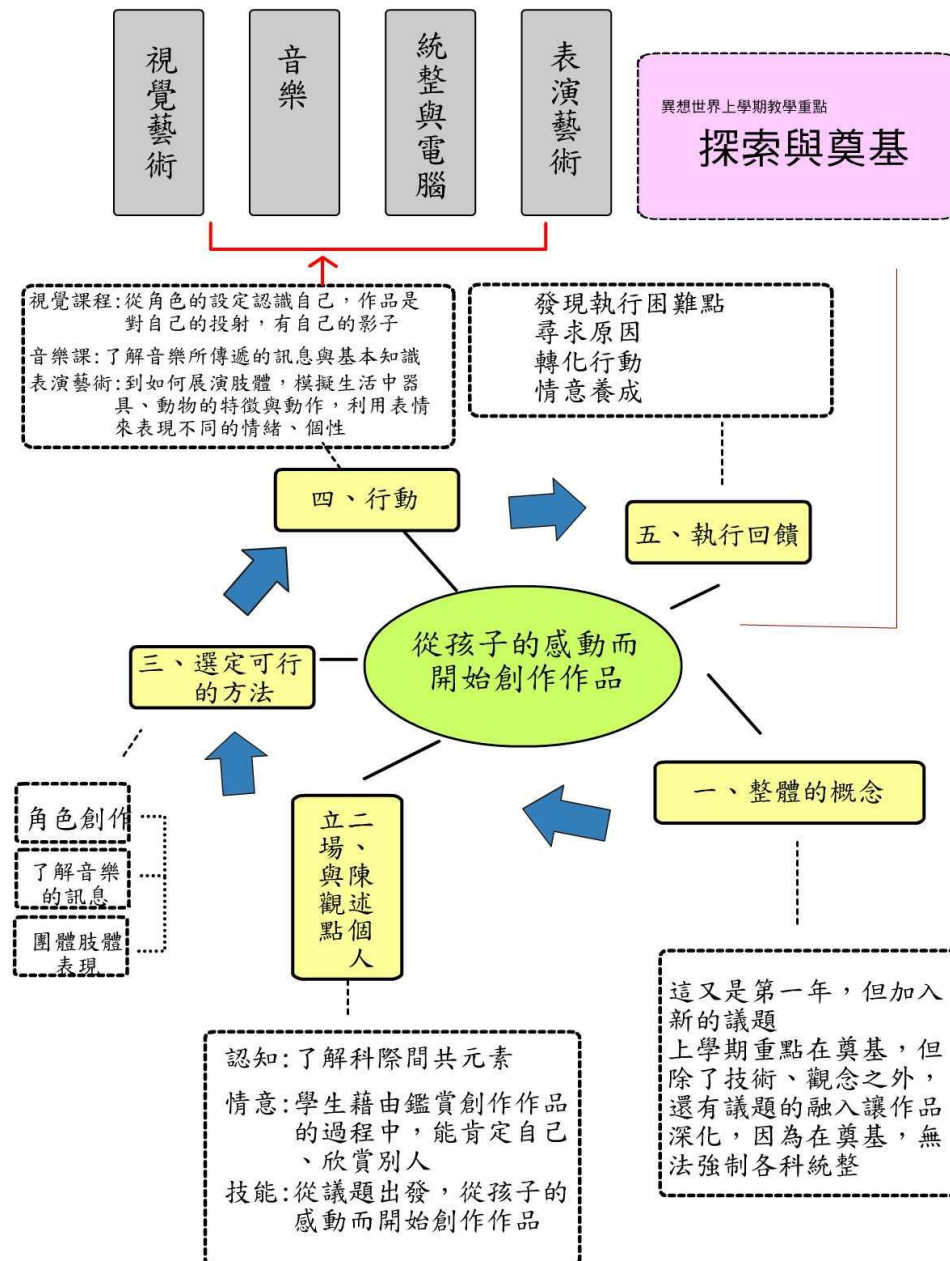 視覺藝術
音樂
統整與電腦
表演藝術
異想世界上學期教學重點
探索與奠基
視覺課程:從角色的設定認識自己,作品是
對自己的投射,有自己的影子
音樂課:了解音樂所傳遞的訊息與基本知識
表演藝術:到如何展演肢體,模擬生活中器
具、動物的特徵與動作,利用表情
來表現不同的情緒、個性
發現執行困難點
尋求原因
轉化行動
情意養成
四、行動
五、執行回饋
從孩子的感動而
開始創作作品
三、選定可行
的方法
一、整體的概念
二、陳述個人
立場與觀點
角色創作
了解音樂
的訊息
團體肢體
表現
認知:了解科際間共元素
情意:學生藉由鑑賞創作作品
的過程中,能肯定自己
、欣賞別人
技能:從議題出發,從孩子的
感動而開始創作作品
這又是第一年,但加入
新的議題
上學期重點在奠基,但
除了技術、觀念之外,
還有議題的融入讓作品
深化,因為在奠基,無
法強制各科統整